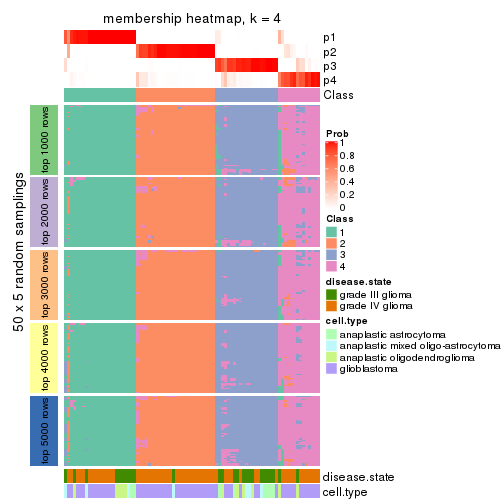 membership heatmap, k = 4
p1
p2
p3
p4
Class
50 x 5 random samplings
top 1000 rows
top 2000 rows
top 3000 rows
top 4000 rows
top 5000 rows
disease.state
cell.type
Prob
1
0.8
0.6
0.4
0.2
0
Class
1
2
3
4
disease.state
grade III glioma
grade IV glioma
cell.type
anaplastic astrocytoma
anaplastic mixed oligo-astrocytoma
anaplastic oligodendroglioma
glioblastoma